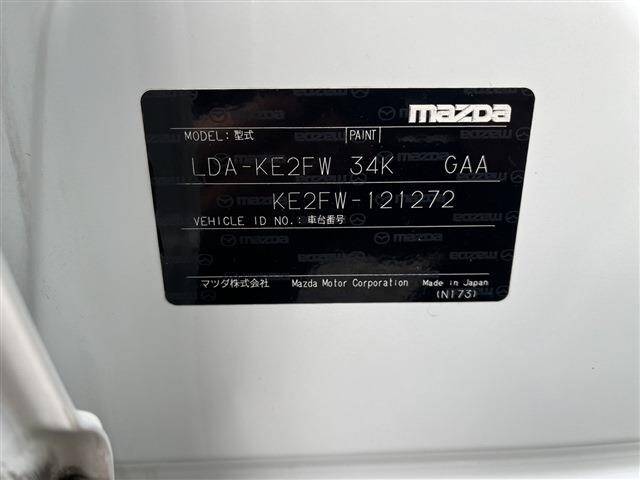 mazda
MODEL:型式 PAINT
LDA-KE2FW 34K GAA
KE2FW-121272
VEHICLE ID NO.:車台番号
マツダ株式会社 Mazda Motor Corporation Made in Japan
(N173)